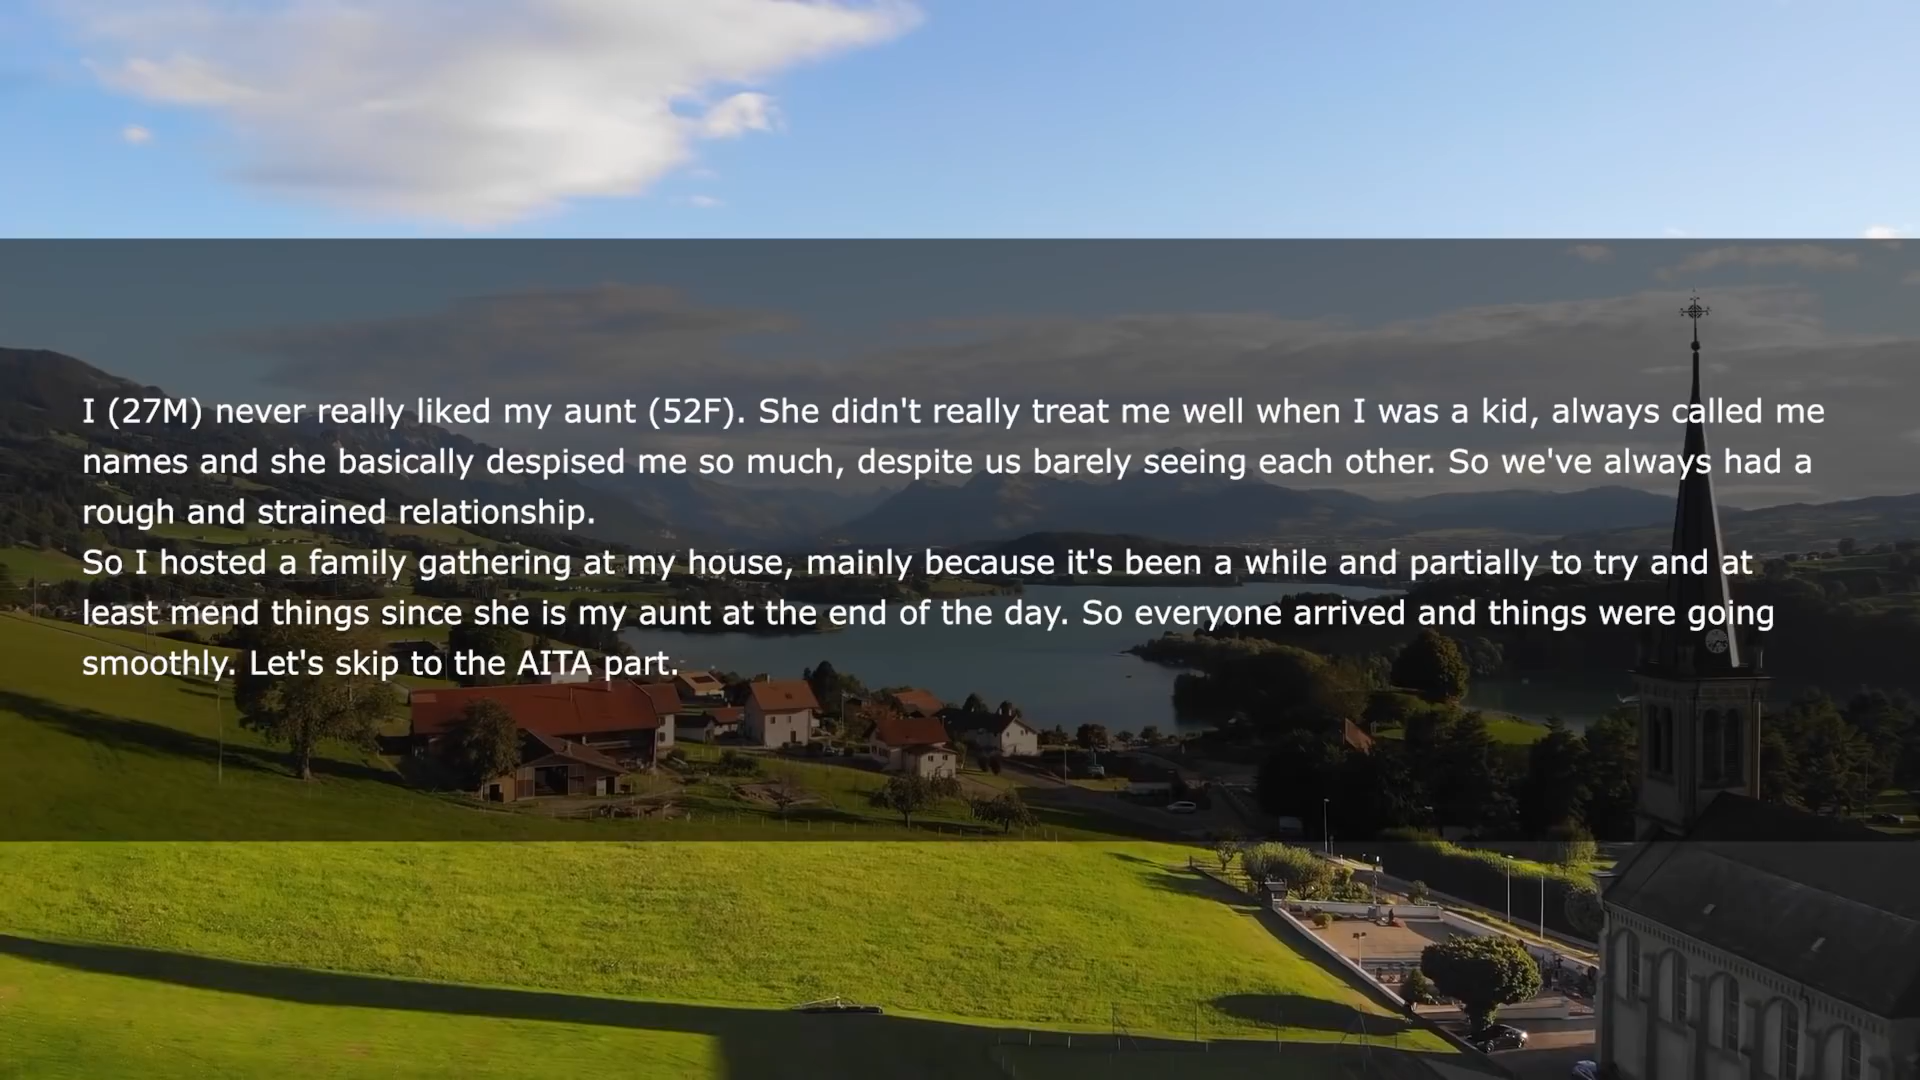 I (27M) never really liked my aunt (52F). She didn't really treat me well when I was a kid, always called me
names and she basically despised me so much, despite us barely seeing each other. So we've always had a
rough and strained relationship.
So I hosted a family gathering at my house, mainly because it's been a while and partially to try and at
least mend things since she is my aunt at the end of the day. So everyone arrived and things were going
smoothly. Let's skip to the AITA part.